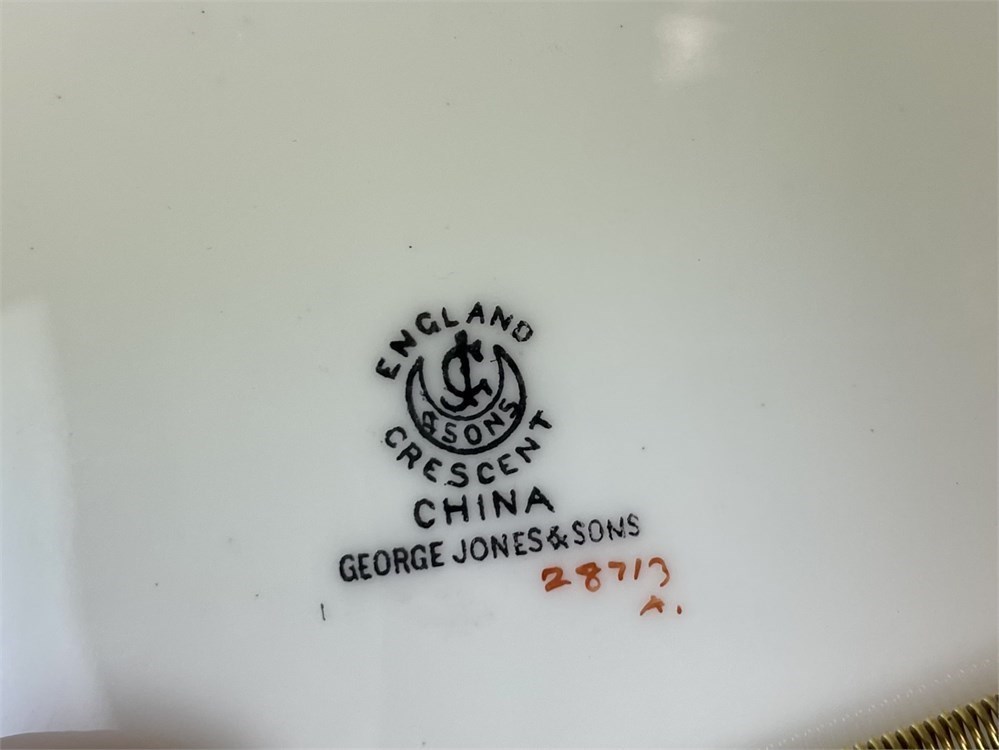 ENGLAND
GJ
& SONS
CRESCENT
CHINA
GEORGE JONES & SONS
28713
A.